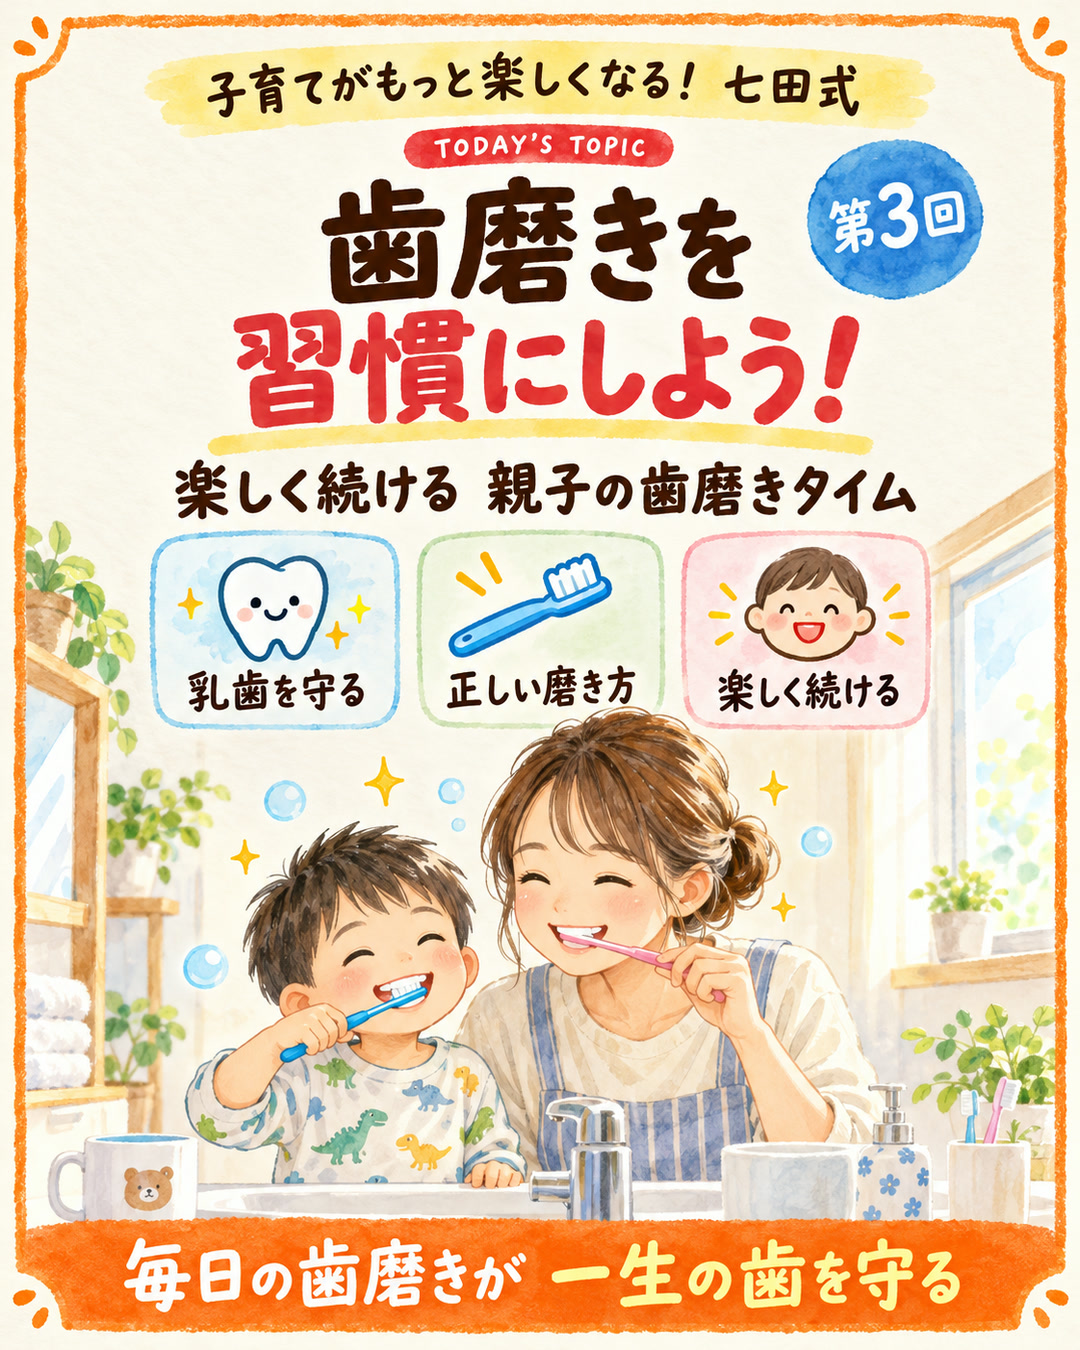 子育てがもっと楽しくなる! 七田式
TODAY'S TOPIC
第3回
歯磨きを
習慣にしよう!
楽しく続ける 親子の歯磨きタイム
乳歯を守る
正しい磨き方
楽しく続ける
毎日の歯磨きが 一生の歯を守る